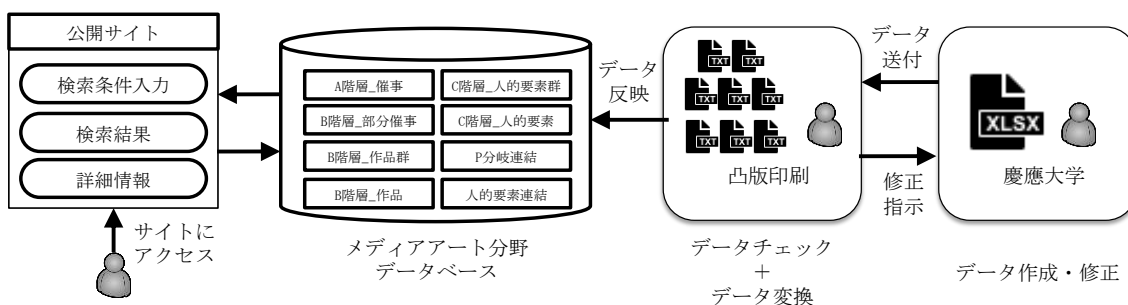 公開サイト
検索条件入力
検索結果
詳細情報
サイトに
アクセス
A階層_催事
C階層_人的要素群
B階層_部分催事
C階層_人的要素
B階層_作品群
P分岐連結
B階層_作品
人的要素連結
メディアアート分野
データベース
データ
反映
TXT
TXT
TXT
TXT
TXT
TXT
TXT
TXT
凸版印刷
データチェック
+
データ変換
データ
送付
修正
指示
XLSX
慶應大学
データ作成・修正